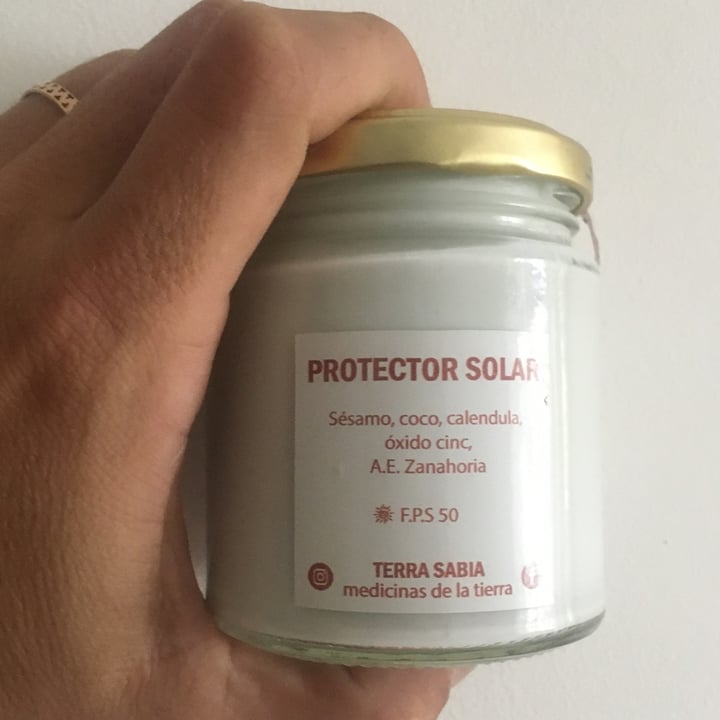 PROTECTOR SOLAR
Sésamo, coco, calendula,
óxido cinc,
A.E. Zanahoria
F.P.S 50
TERRA SABIA
medicinas de la tierra